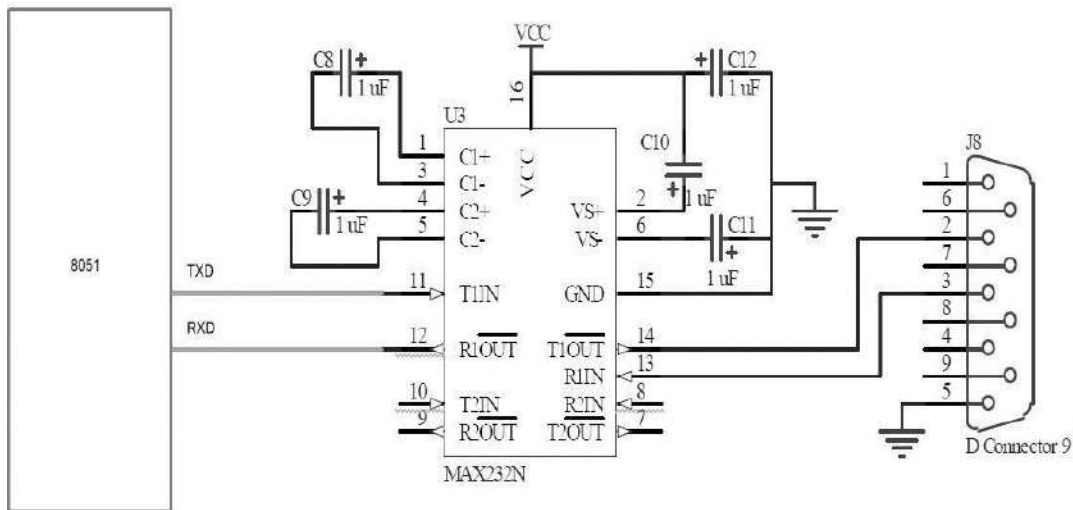 VCC
C8
+
1 uF
+
C12
1 uF
16
U3
C10
J8
1
C1+
VCC
1
3
C1-
+
1 uF
6
C9
+
1 uF
4
C2+
VS+
2
2
5
C2-
VS-
6
C11
+
1 uF
7
8051
TXD
11
T1IN
GND
15
3
8
RXD
12
R1OUT
T1OUT
14
4
R1IN
13
9
10
T2IN
R2IN
8
5
9
R2OUT
T2OUT
7
D Connector 9
MAX232N